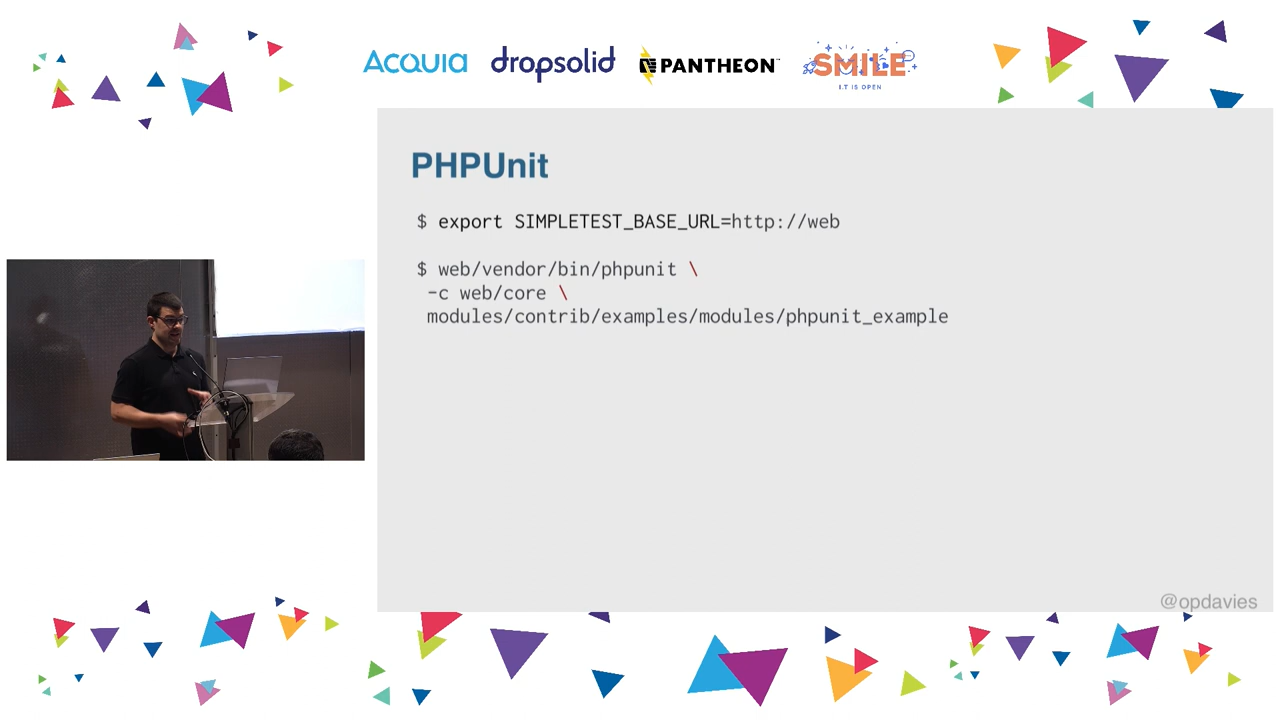 ACQUIA dropsolid PANTHEON SMILE
I.T IS OPEN
PHPUnit
$ export SIMPLETEST_BASE_URL=http://web
$ web/vendor/bin/phpunit \
-c web/core \
modules/contrib/examples/modules/phpunit_example
@opdavies